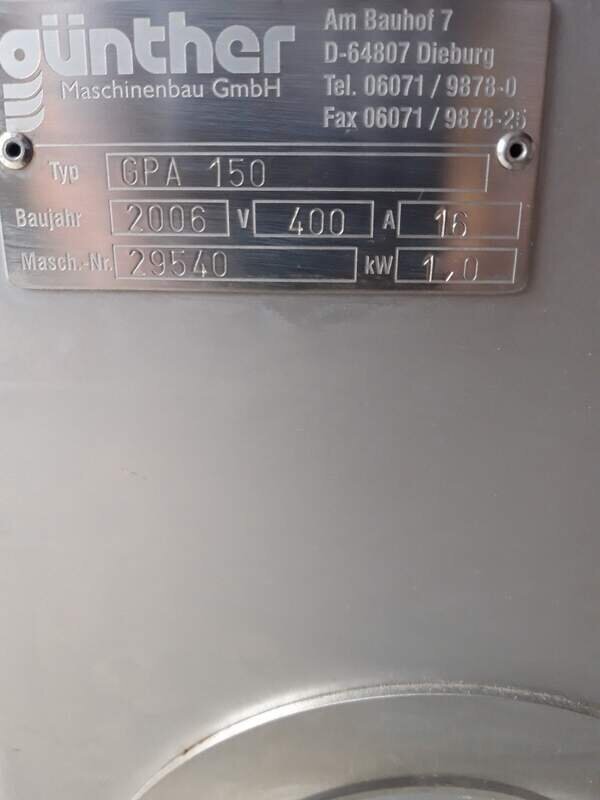 günther
Maschinenbau GmbH
Am Bauhof 7
D-64807 Dieburg
Tel. 06071 / 9878-0
Fax 06071 / 9878-25
Typ GPA 150
Baujahr 2006 V 400 A 16
Masch.-Nr. 29540 kW 1,0